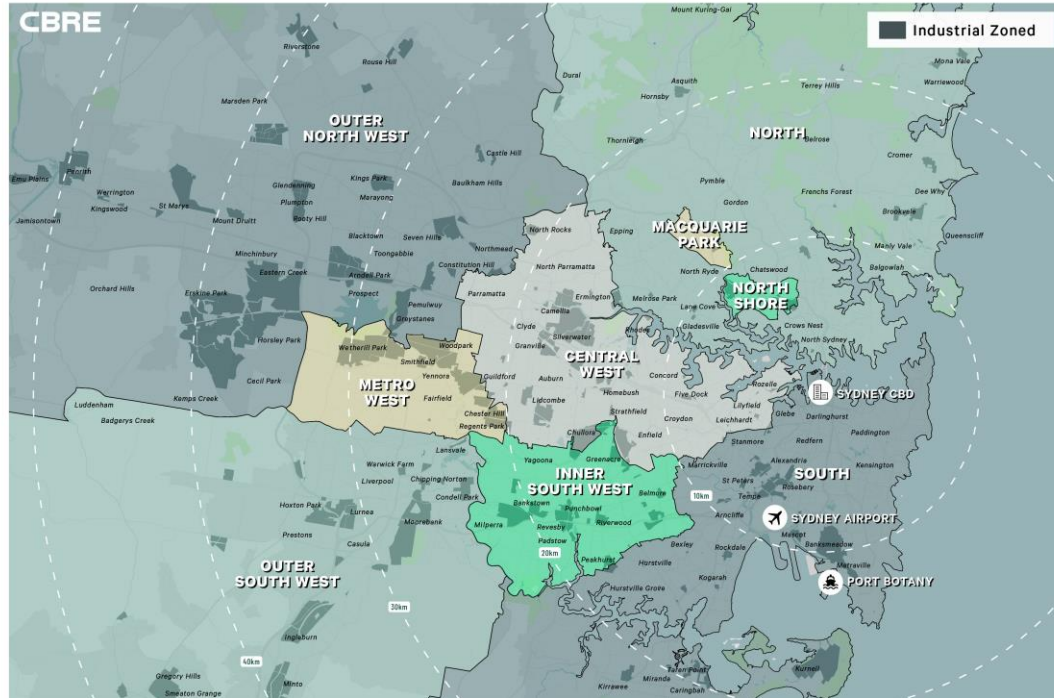 CBRE
Industrial Zoned
Mount Kuring-Gai
Riverstone
Rouse Hill
Dural
Asquith
Hornsby
Terrey Hills
Mona Vale
Warriewood
Marsden Park
OUTER
NORTH WEST
NORTH
Thornleigh
Belrose
Castle Hill
Cromer
Emu Plains
Penrith
Werrington
Kingswood
St Marys
Glendenning
Plumpton
Kings Park
Marayong
Baulkham Hills
Pymble
Frenchs Forest
Dee Why
Jamisontown
Mount Druitt
Rooty Hill
Gordon
Brookvale
Blacktown
Seven Hills
North Rocks
Epping
MACQUARIE
PARK
Queenscliff
Minchinbury
Toongabbie
Northmead
Manly Vale
Eastern Creek
Arndell Park
Constitution Hill
North Parramatta
North Ryde
Chatswood
Balgowlah
Orchard Hills
Erskine Park
Prospect
Pemulwuy
Parramatta
Ermington
Melrose Park
Lane Cove
NORTH
SHORE
Greystanes
Camellia
Clyde
Rhodes
Gladesville
Crows Nest
Horsley Park
Wetherill Park
Woodpark
Granville
Silverwater
North Sydney
Smithfield
CENTRAL
WEST
Cecil Park
Yennora
Guildford
Auburn
Concord
METRO
WEST
Homebush
Rozelle
SYDNEY CBD
Kemps Creek
Fairfield
Lidcombe
Five Dock
Lilyfield
Luddenham
Chester Hill
Strathfield
Croydon
Leichhardt
Glebe
Darlinghurst
Badgerys Creek
Regents Park
Chullora
Enfield
Stanmore
Redfern
Paddington
Lansvale
Yagoona
Greenacre
Marrickville
Alexandria
Kensington
Warwick Farm
Liverpool
Chipping Norton
INNER
SOUTH WEST
St Peters
SOUTH
Hoxton Park
Condell Park
Belmore
10km
Tempe
Rosebery
Lurnea
Bankstown
Punchbowl
Arncliffe
SYDNEY AIRPORT
Prestons
Moorebank
Milperra
Revesby
Riverwood
Mascot
Banksmeadow
Casula
Padstow
Bexley
Rockdale
20km
Peakhurst
Hurstville
Matraville
OUTER
SOUTH WEST
Kogarah
PORT BOTANY
Hurstville Grove
30km
Ingleburn
40km
Taren Point
Gregory Hills
Minto
Kirrawee
Miranda
Kurnell
Smeaton Grange
Caringbah